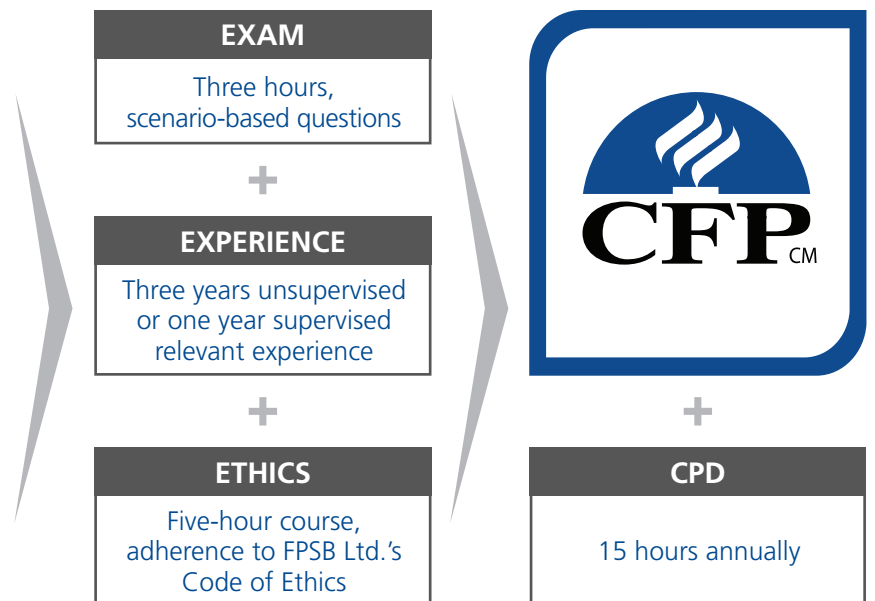 EXAM
Three hours,
scenario-based questions
+
EXPERIENCE
Three years unsupervised
or one year supervised
relevant experience
+
ETHICS
Five-hour course,
adherence to FPSB Ltd.'s
Code of Ethics
CFP CM
+
CPD
15 hours annually